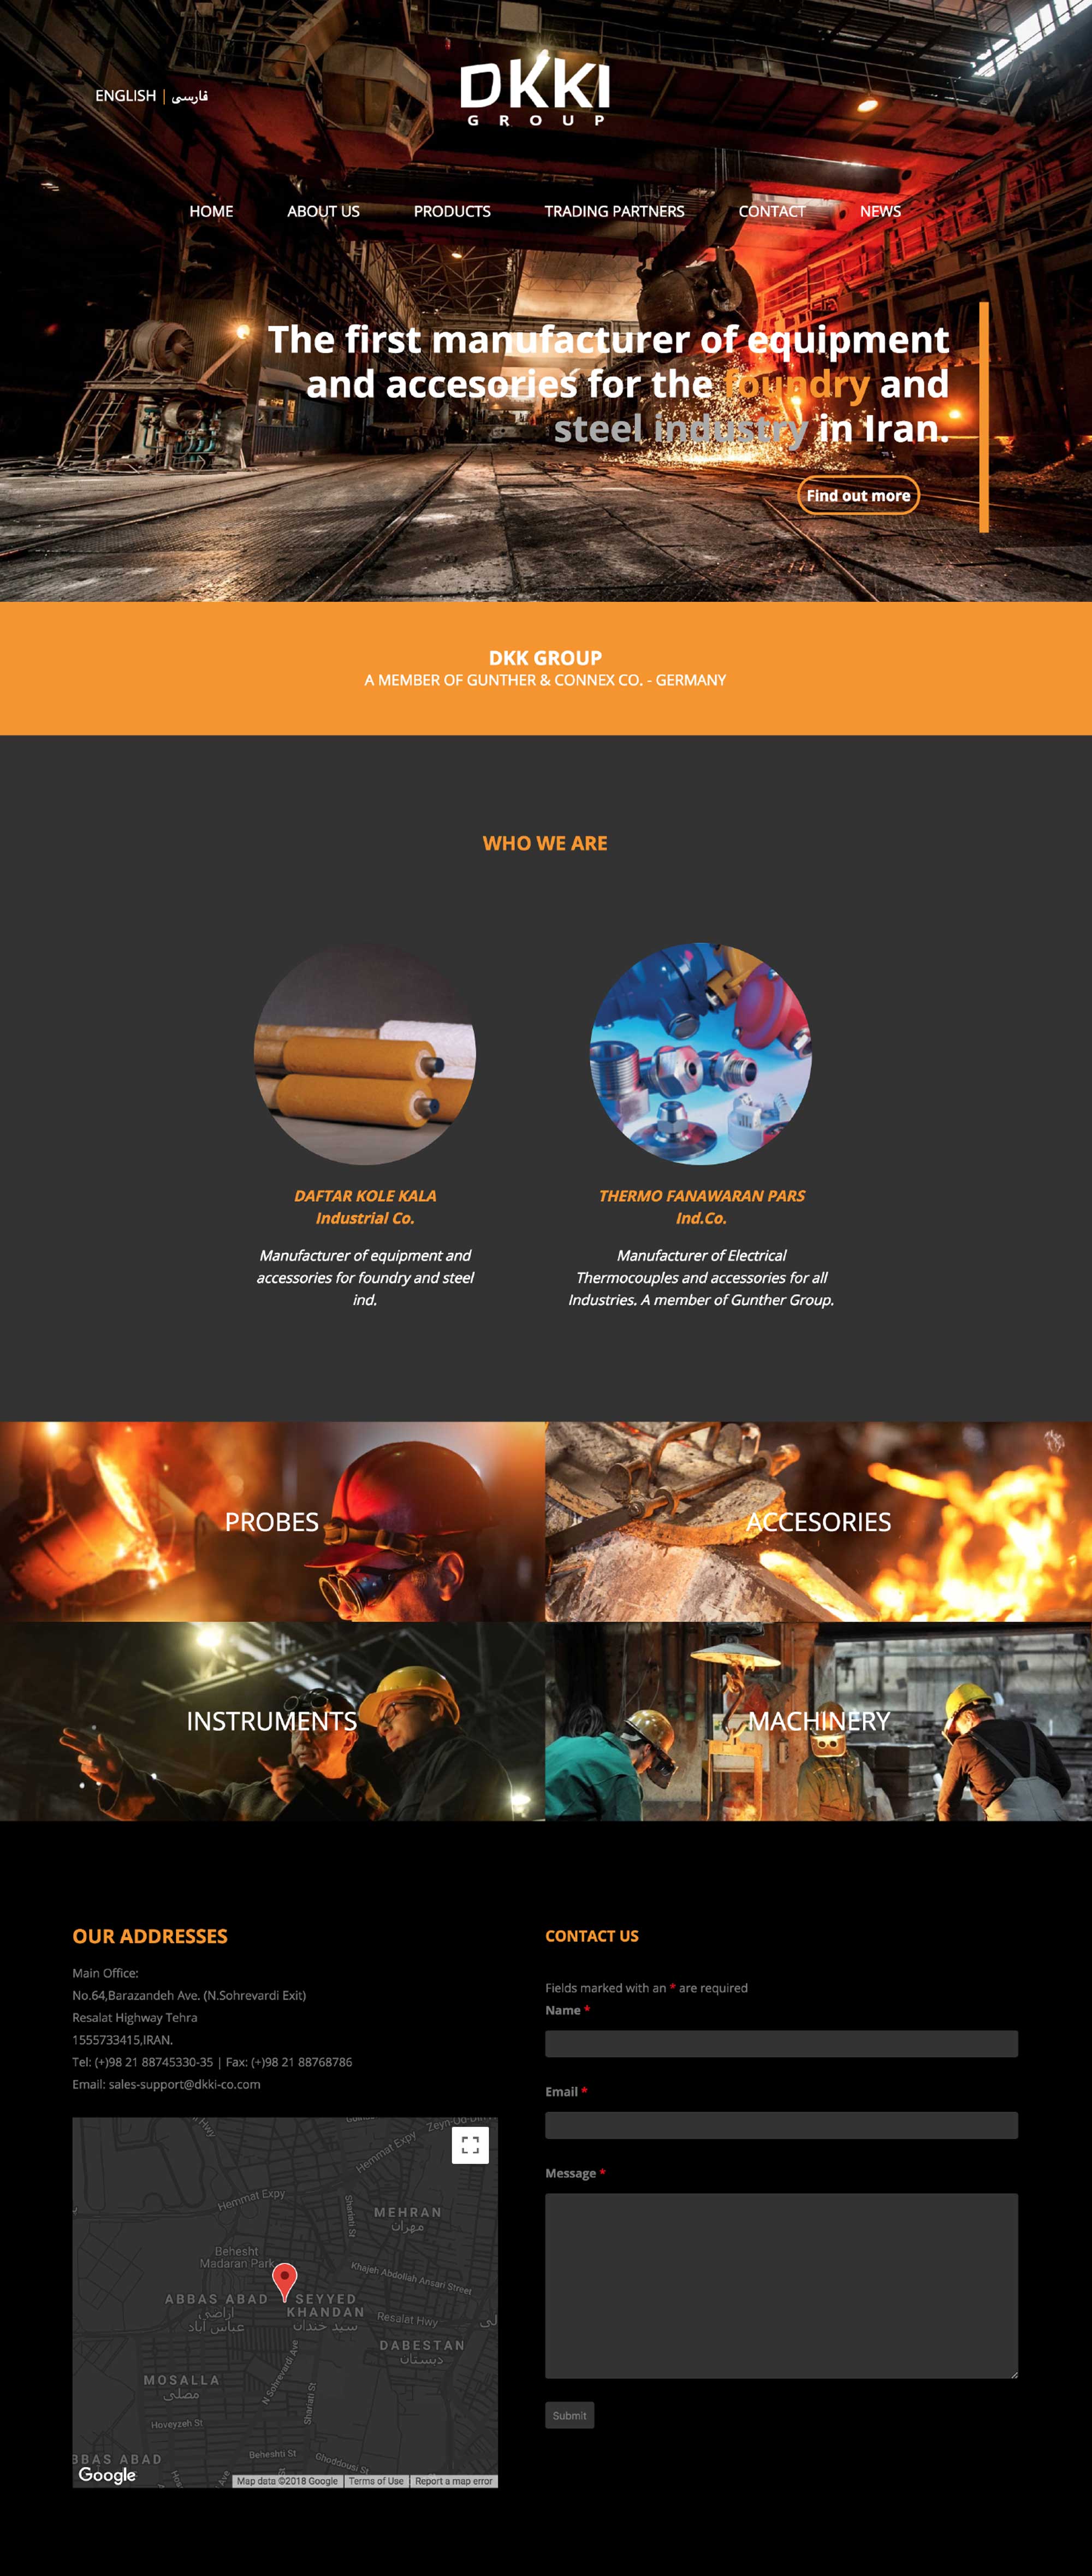 ENGLISH | فارسی
DKKI
GROUP
HOME ABOUT US PRODUCTS TRADING PARTNERS CONTACT NEWS
The first manufacturer of equipment
and accesories for the foundry and
steel industry in Iran.
Find out more
DKK GROUP
A MEMBER OF GUNTHER & CONNEX CO. - GERMANY
WHO WE ARE
DAFTAR KOLE KALA
Industrial Co.
Manufacturer of equipment and
accessories for foundry and steel
ind.
THERMO FANAWARAN PARS
Ind.Co.
Manufacturer of Electrical
Thermocouples and accessories for all
Industries. A member of Gunther Group.
PROBES
ACCESORIES
INSTRUMENTS
MACHINERY
OUR ADDRESSES
Main Office:
No.64,Barazandeh Ave. (N.Sohrevardi Exit)
Resalat Highway Tehra
1555733415,IRAN.
Tel: (+)98 21 88745330-35 | Fax: (+)98 21 88768786
Email: sales-support@dkki-co.com
Hwy
Zeyn-Od-Din
Hemmat Expy
Hemmat Expy
Shariati St
MEHRAN
مهران
Behesht
Madaran Park
Khajeh Abdollah Ansari Street
ABBAS ABAD
اراضی
عباس آباد
SEYYED
KHANDAN
سید خندان
Resalat Hwy
DABESTAN
دبستان
MOSALLA
مصلی
N Sohrevardi Ave
Shariati St
Hoveyzeh St
Beheshti St
Ghoddousi St
BBAS ABAD
Ave
Google
Map data ©2018 Google
Terms of Use
Report a map error
CONTACT US
Fields marked with an * are required
Name *
Email *
Message *
Submit